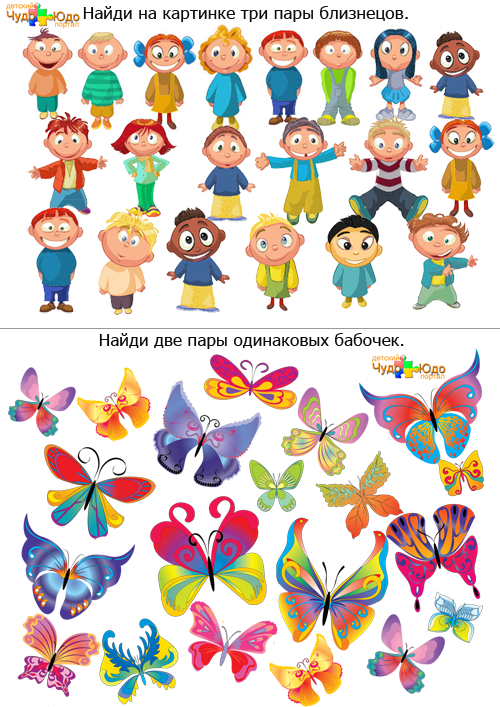 детский
Чудо Юдо
портал
Найди на картинке три пары близнецов.
Найди две пары одинаковых бабочек.
детский
Чудо Юдо
портал